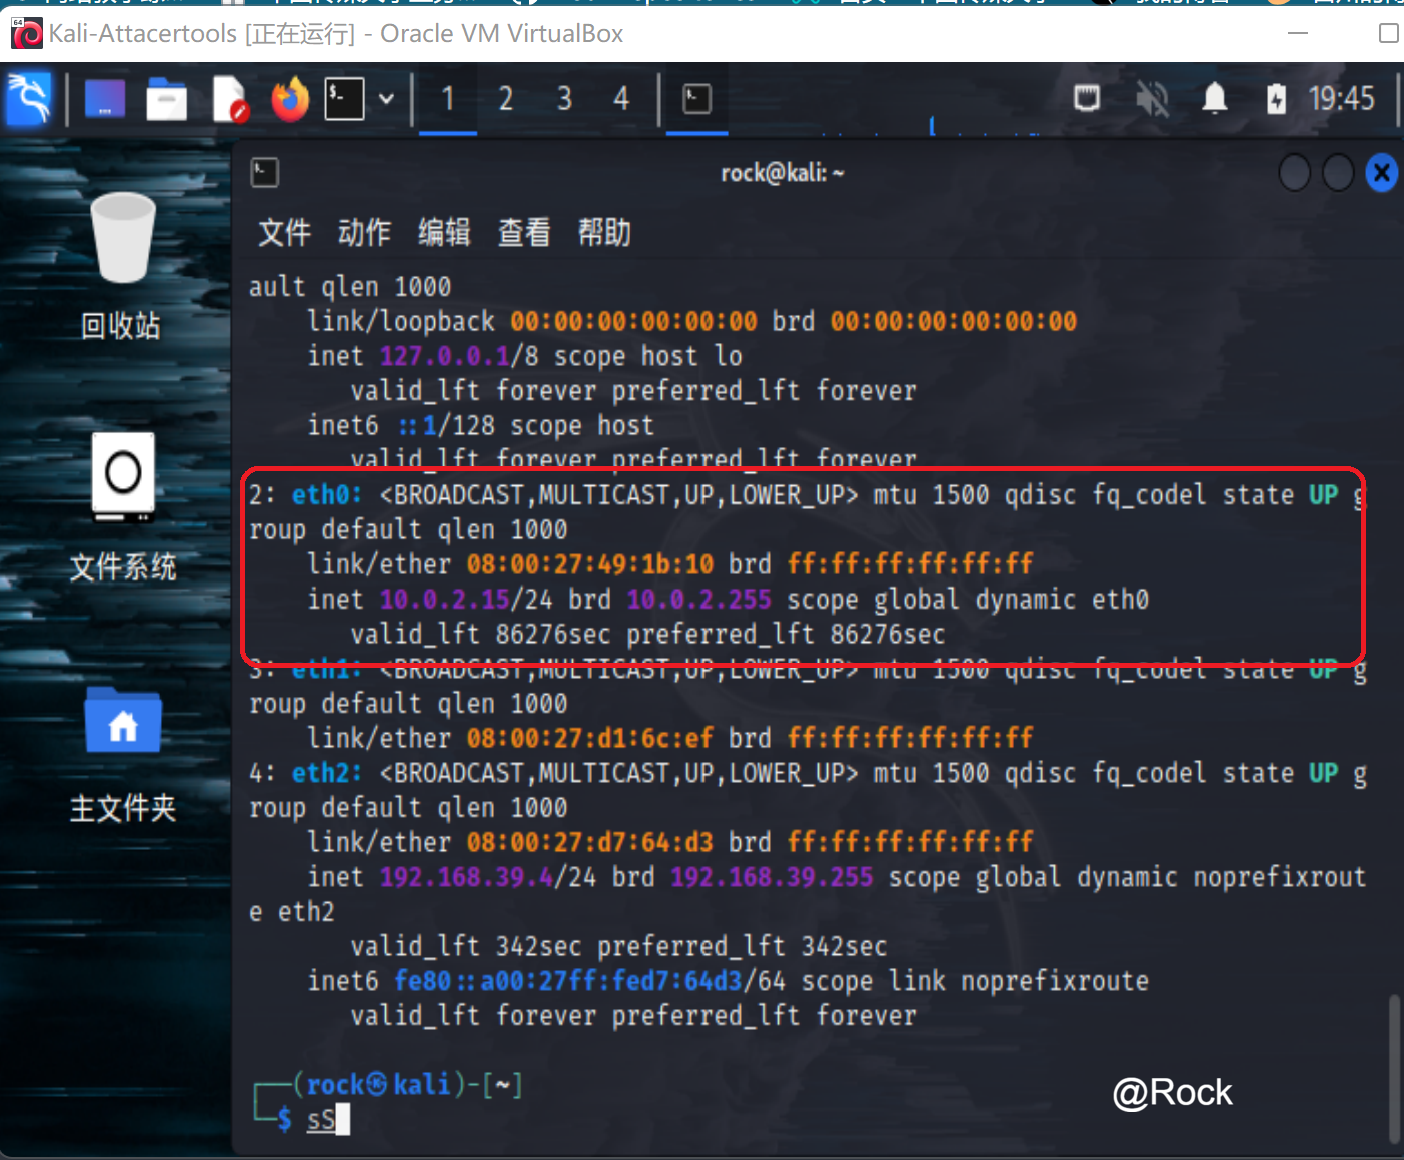 Kali-Attacertools [正在运行] - Oracle VM VirtualBox
1 2 3 4 19:45
rock@kali: ~
文件 动作 编辑 查看 帮助
回收站
文件系统
主文件夹
ault qlen 1000
link/loopback 00:00:00:00:00:00 brd 00:00:00:00:00:00
inet 127.0.0.1/8 scope host lo
valid_lft forever preferred_lft forever
inet6 ::1/128 scope host
valid_lft forever preferred_lft forever
2: eth0: <BROADCAST,MULTICAST,UP,LOWER_UP> mtu 1500 qdisc fq_codel state UP g
roup default qlen 1000
link/ether 08:00:27:49:1b:10 brd ff:ff:ff:ff:ff:ff
inet 10.0.2.15/24 brd 10.0.2.255 scope global dynamic eth0
valid_lft 86276sec preferred_lft 86276sec
3: eth1: <BROADCAST,MULTICAST,UP,LOWER_UP> mtu 1500 qdisc fq_codel state UP g
roup default qlen 1000
link/ether 08:00:27:d1:6c:ef brd ff:ff:ff:ff:ff:ff
4: eth2: <BROADCAST,MULTICAST,UP,LOWER_UP> mtu 1500 qdisc fq_codel state UP g
roup default qlen 1000
link/ether 08:00:27:d7:64:d3 brd ff:ff:ff:ff:ff:ff
inet 192.168.39.4/24 brd 192.168.39.255 scope global dynamic noprefixrout
e eth2
valid_lft 342sec preferred_lft 342sec
inet6 fe80::a00:27ff:fed7:64d3/64 scope link noprefixroute
valid_lft forever preferred_lft forever
┌──(rock㉿kali)-[~]
└─$ sS
@Rock